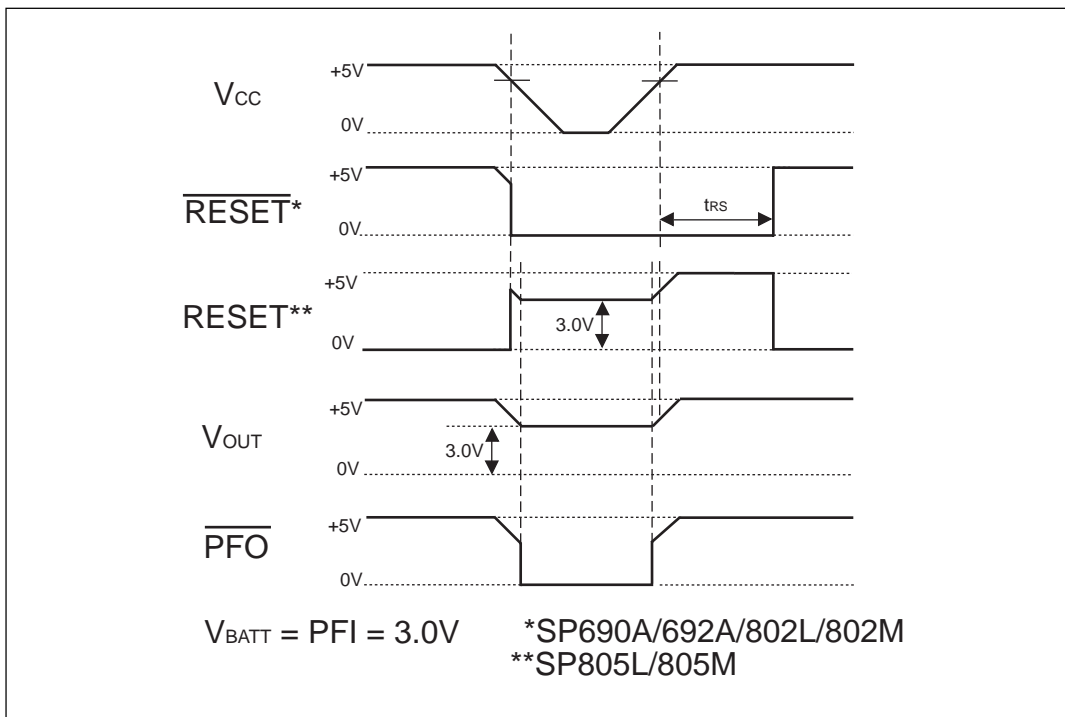 +5V
VCC
0V
+5V
RESET*
tRS
0V
+5V
RESET**
3.0V
0V
+5V
VOUT
3.0V
0V
+5V
PFO
0V
VBATT = PFI = 3.0V
*SP690A/692A/802L/802M
**SP805L/805M